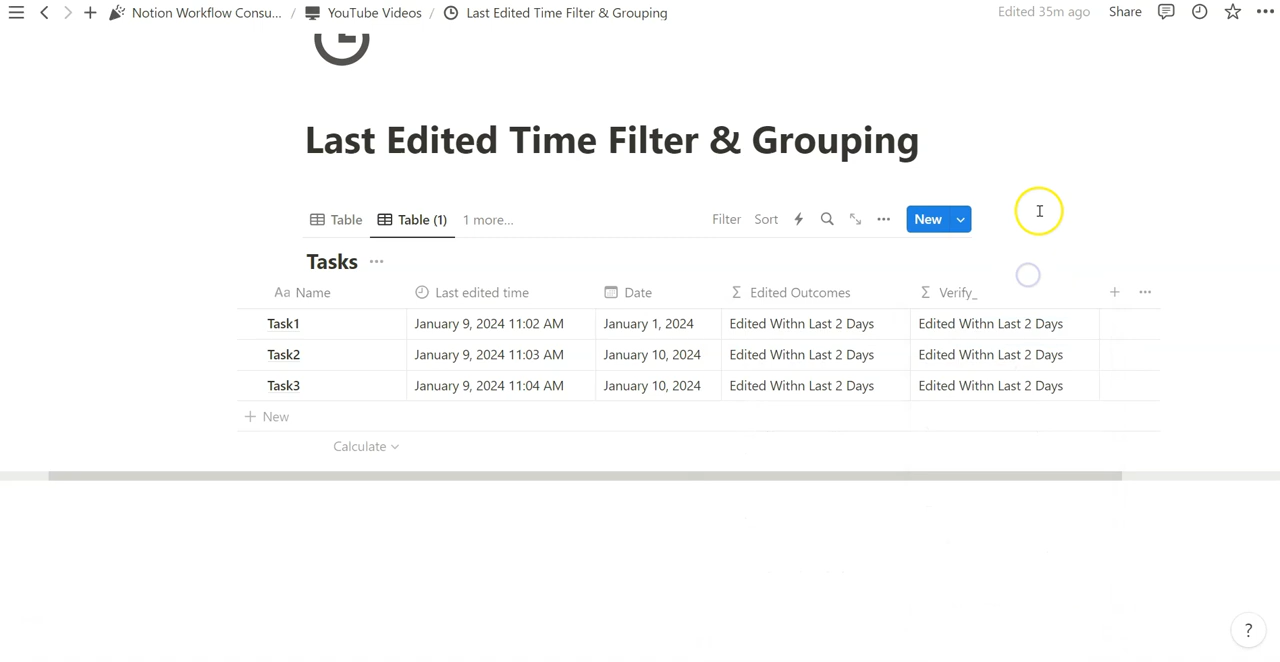 Notion Workflow Consu... / YouTube Videos / Last Edited Time Filter & Grouping Edited 35m ago Share
Last Edited Time Filter & Grouping
Table Table (1) 1 more... Filter Sort New
Tasks
Aa Name Last edited time Date Σ Edited Outcomes Σ Verify_
Task1 January 9, 2024 11:02 AM January 1, 2024 Edited Withn Last 2 Days Edited Withn Last 2 Days
Task2 January 9, 2024 11:03 AM January 10, 2024 Edited Withn Last 2 Days Edited Withn Last 2 Days
Task3 January 9, 2024 11:04 AM January 10, 2024 Edited Withn Last 2 Days Edited Withn Last 2 Days
+ New
Calculate
?